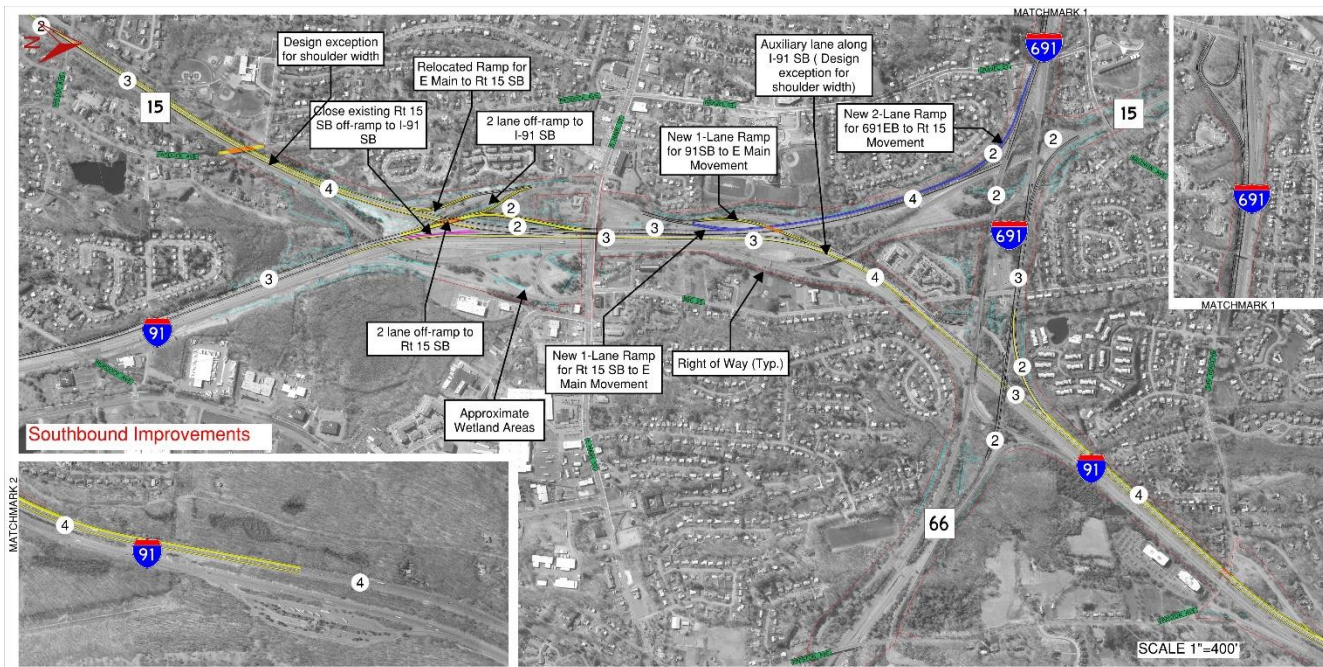 MATCHMARK 1
2
N
691
Design exception
for shoulder width
Relocated Ramp for
E Main to Rt 15 SB
Auxiliary lane along
I-91 SB ( Design
exception for
shoulder width)
3
15
Close existing Rt 15
SB off-ramp to I-91
SB
2 lane off-ramp to
I-91 SB
New 1-Lane Ramp
for 91SB to E Main
Movement
New 2-Lane Ramp
for 691EB to Rt 15
Movement
15
2
2
4
2
4
2
691
2
2
3
3
3
691
3
3
4
3
MATCHMARK 1
91
2 lane off-ramp to
Rt 15 SB
New 1-Lane Ramp
for Rt 15 SB to E
Main Movement
Right of Way (Typ.)
2
3
Approximate
Wetland Areas
Southbound Improvements
2
91
4
MATCHMARK 2
4
91
4
66
SCALE 1"=400'